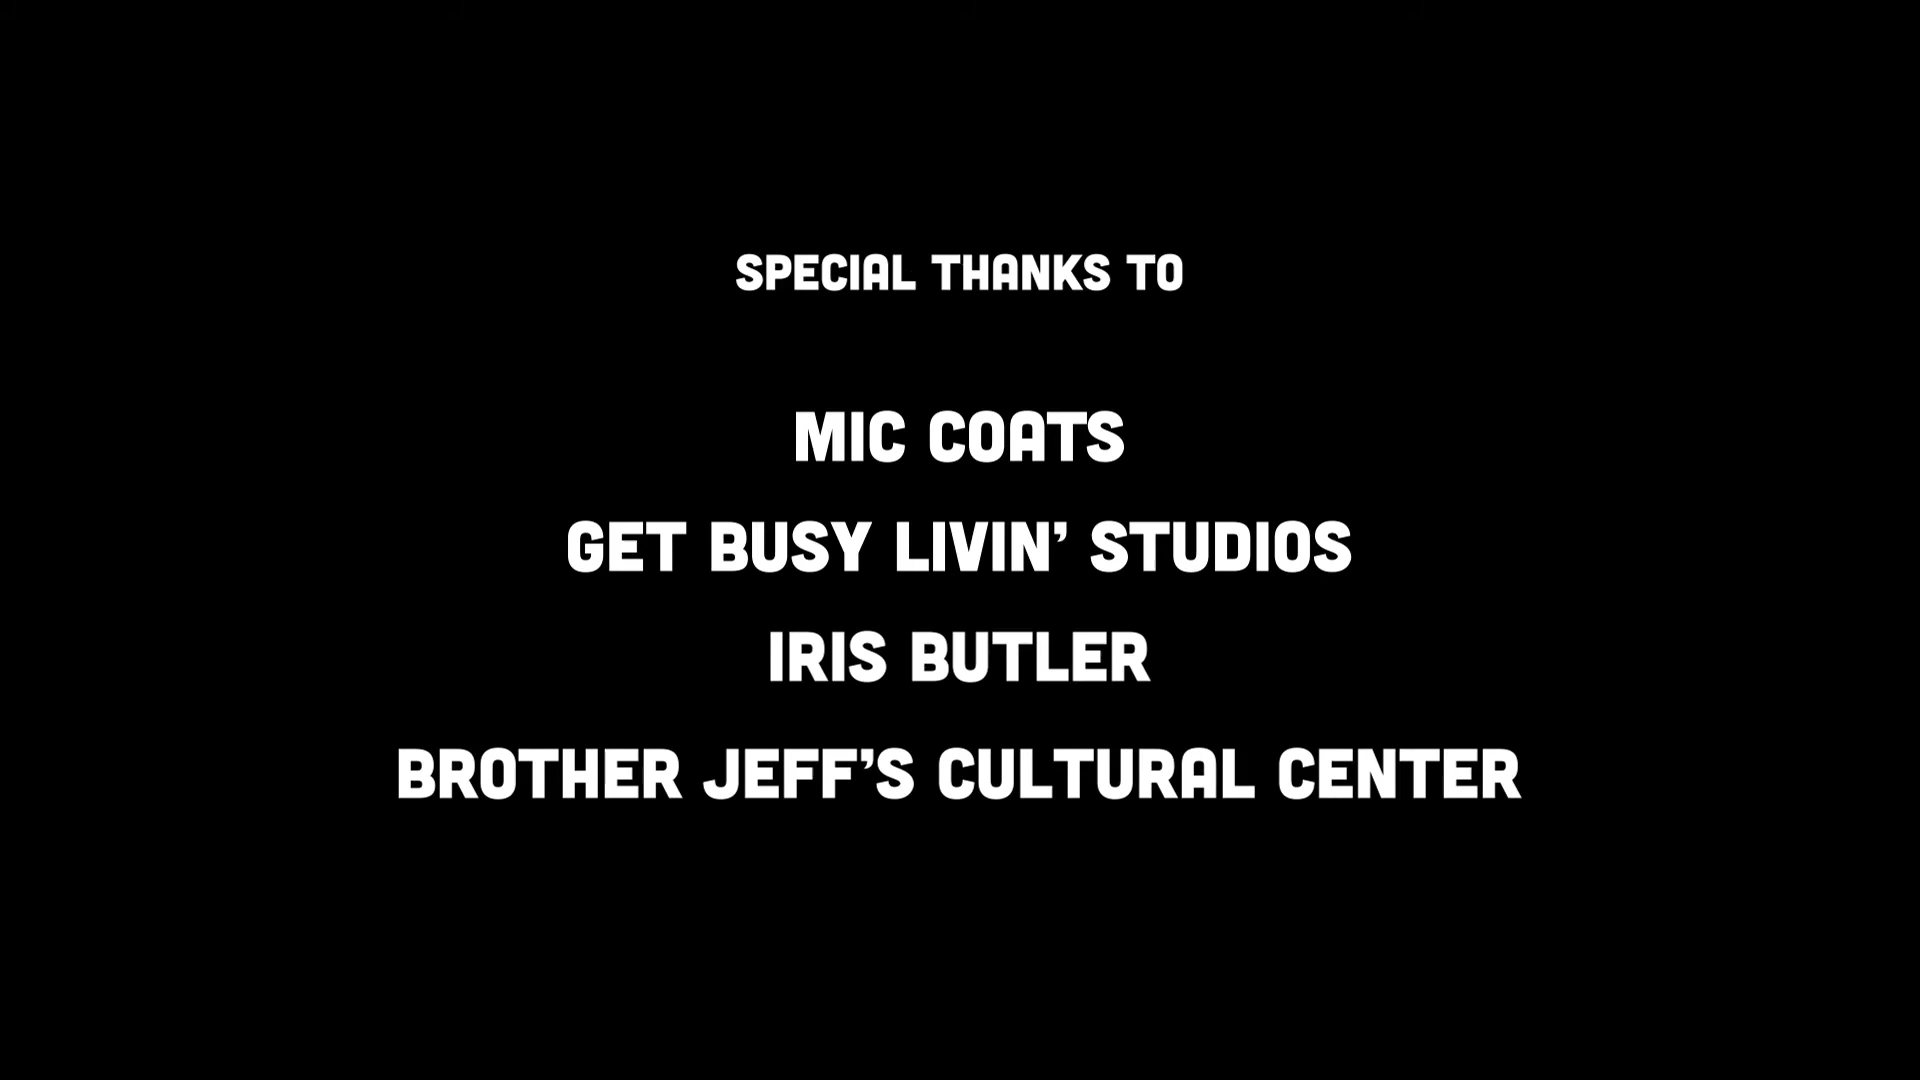 SPECIAL THANKS TO
MIC COATS
GET BUSY LIVIN’ STUDIOS
IRIS BUTLER
BROTHER JEFF’S CULTURAL CENTER